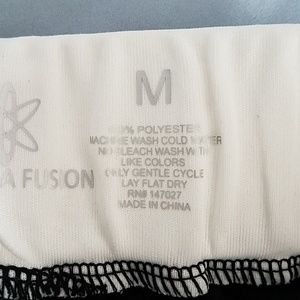 M
% POLYESTER
MACHINE WASH COLD WATER
NO BLEACH WASH WITH
LIKE COLORS
ONLY GENTLE CYCLE
LAY FLAT DRY
RN# 147027
MADE IN CHINA
A FUSION